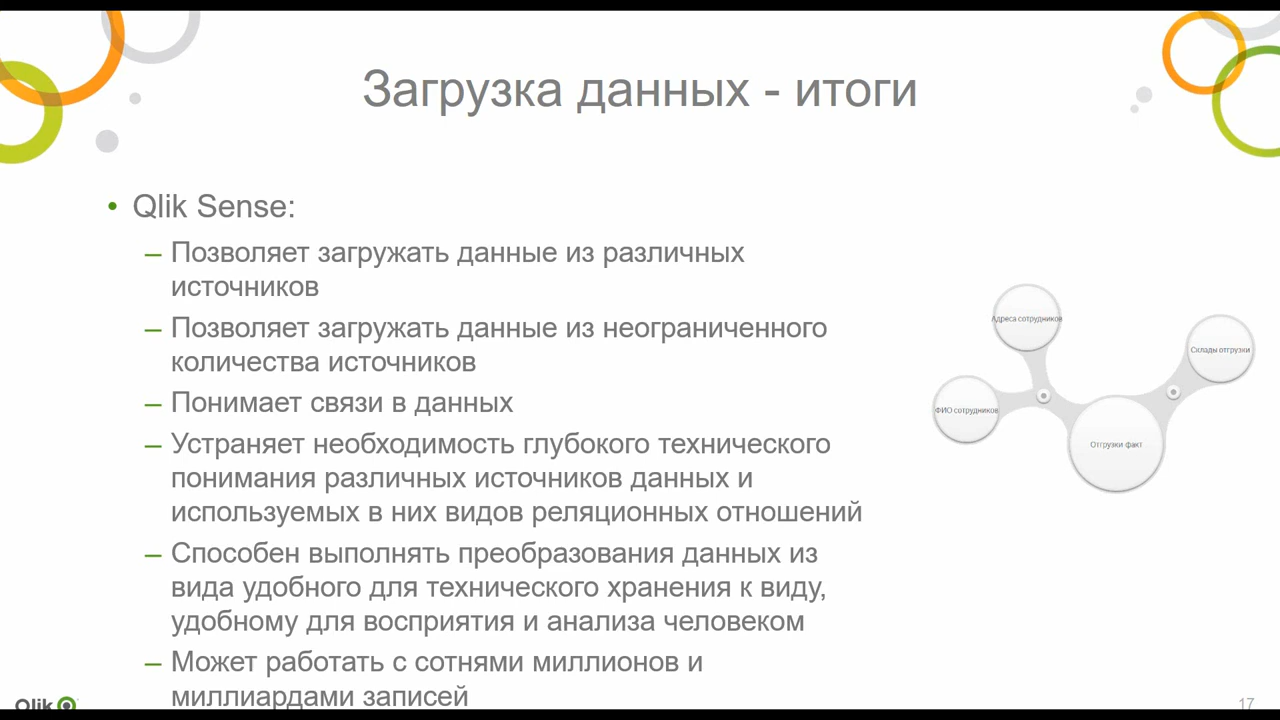 Загрузка данных - итоги
• Qlik Sense:
– Позволяет загружать данные из различных
источников
– Позволяет загружать данные из неограниченного
количества источников
– Понимает связи в данных
– Устраняет необходимость глубокого технического
понимания различных источников данных и
используемых в них видов реляционных отношений
– Способен выполнять преобразования данных из
вида удобного для технического хранения к виду,
удобному для восприятия и анализа человеком
– Может работать с сотнями миллионов и
миллиардами записей
Адреса сотрудников
Склады отгрузки
ФИО сотрудников
Отгрузки факт
Qlik
17